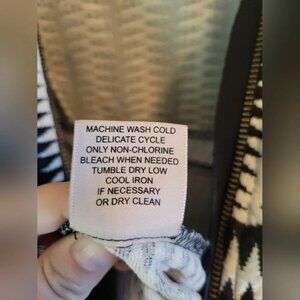 MACHINE WASH COLD
DELICATE CYCLE
ONLY NON-CHLORINE
BLEACH WHEN NEEDED
TUMBLE DRY LOW
COOL IRON
IF NECESSARY
OR DRY CLEAN